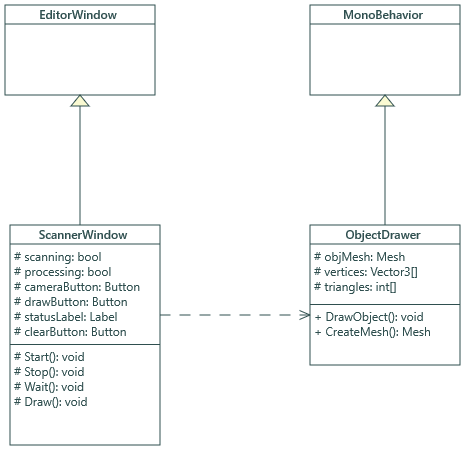 EditorWindow
MonoBehavior
ScannerWindow
# scanning: bool
# processing: bool
# cameraButton: Button
# drawButton: Button
# statusLabel: Label
# clearButton: Button
# Start(): void
# Stop(): void
# Wait(): void
# Draw(): void
ObjectDrawer
# objMesh: Mesh
# vertices: Vector3[]
# triangles: int[]
+ DrawObject(): void
+ CreateMesh(): Mesh